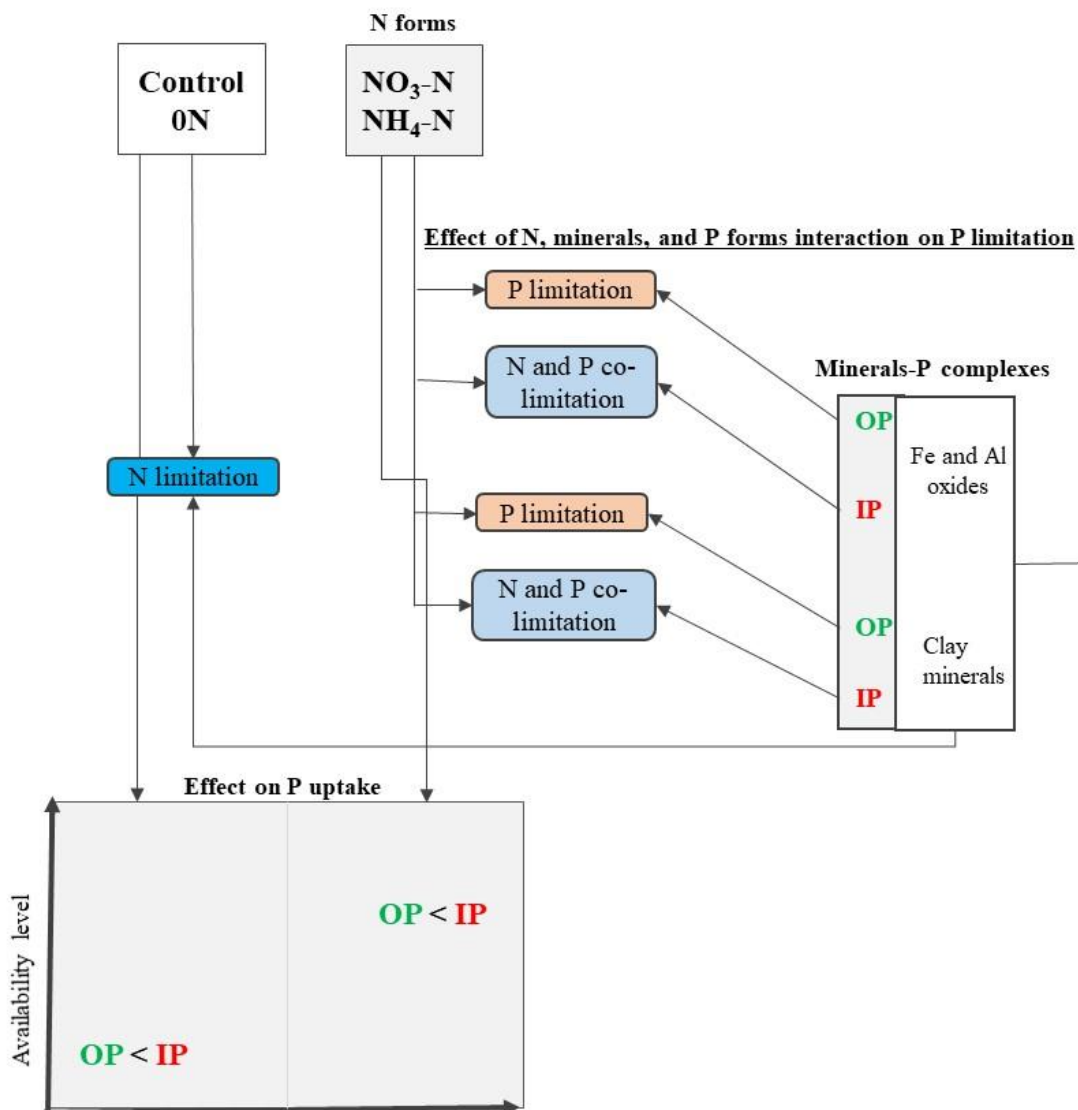 N forms
Control
0N
NO₃-N
NH₄-N
Effect of N, minerals, and P forms interaction on P limitation
P limitation
N and P co-
limitation
Minerals-P complexes
OP
Fe and Al
oxides
IP
N limitation
P limitation
N and P co-
limitation
OP
Clay
minerals
IP
Effect on P uptake
Availability level
OP < IP
OP < IP